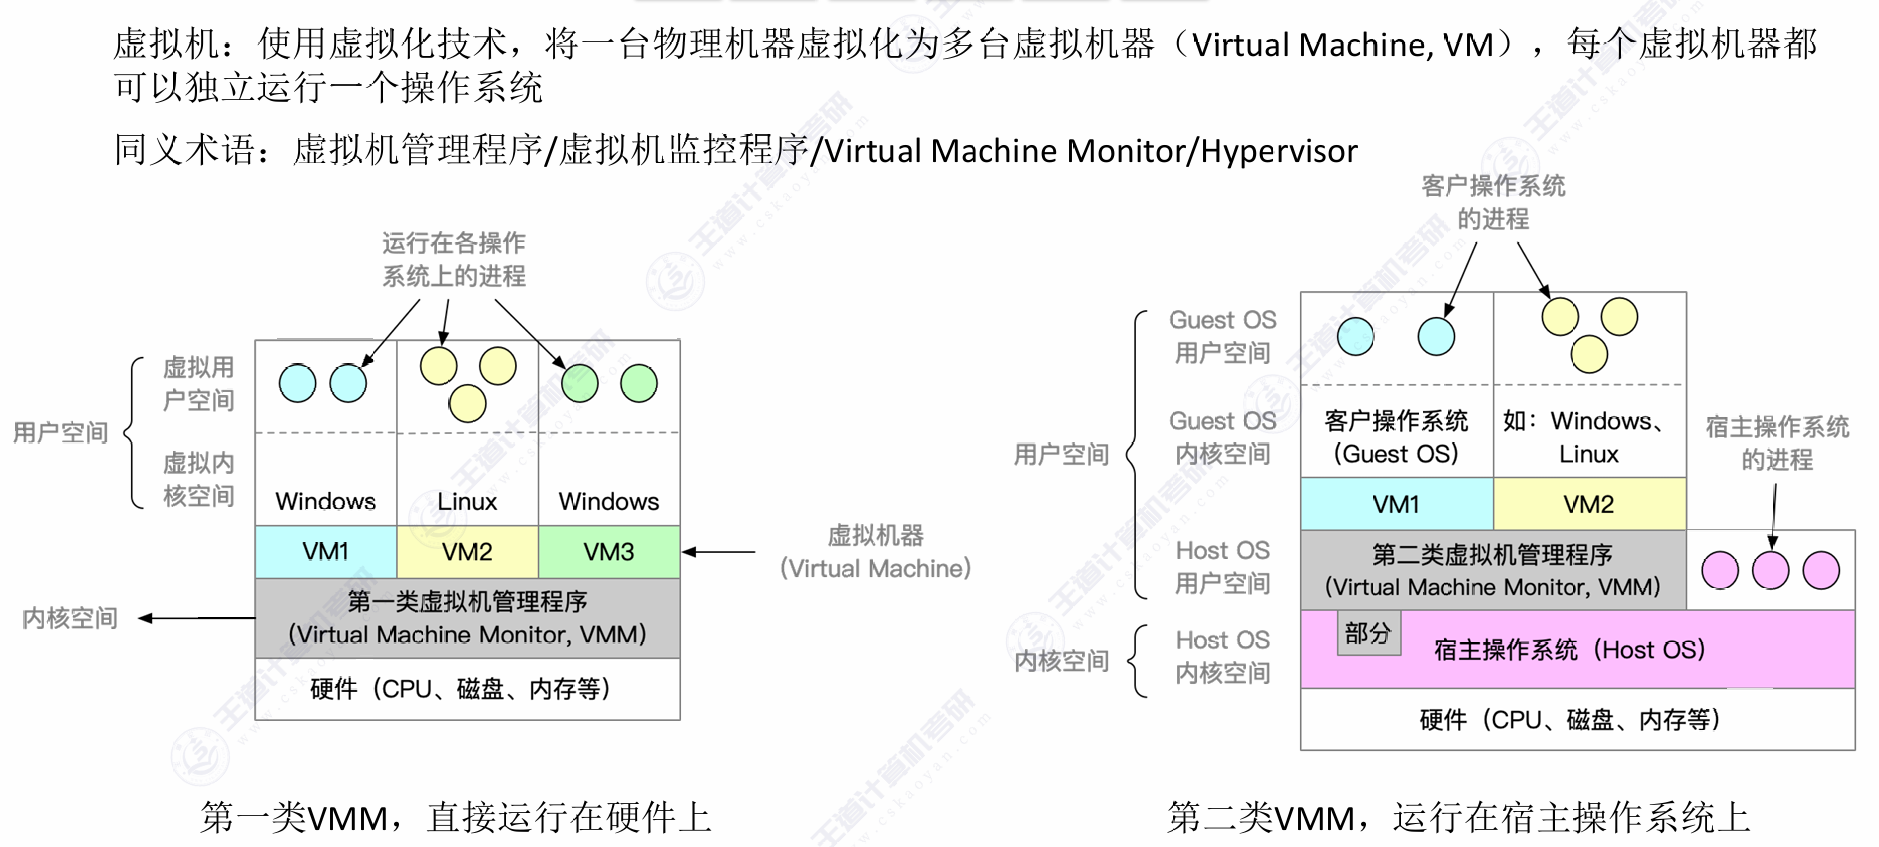 虚拟机：使用虚拟化技术，将一台物理机器虚拟化为多台虚拟机器（Virtual Machine, VM），每个虚拟机器都
可以独立运行一个操作系统
同义术语：虚拟机管理程序/虚拟机监控程序/Virtual Machine Monitor/Hypervisor
运行在各操作
系统上的进程
用户空间
虚拟用
户空间
虚拟内
核空间
Windows
Linux
Windows
VM1
VM2
VM3
虚拟机器
（Virtual Machine）
内核空间
第一类虚拟机管理程序
（Virtual Machine Monitor, VMM）
硬件（CPU、磁盘、内存等）
第一类VMM，直接运行在硬件上
客户操作系统
的进程
用户空间
Guest OS
用户空间
Guest OS
内核空间
客户操作系统
（Guest OS）
如：Windows、
Linux
宿主操作系统
的进程
VM1
VM2
Host OS
用户空间
第二类虚拟机管理程序
（Virtual Machine Monitor, VMM）
内核空间
Host OS
内核空间
部分
宿主操作系统（Host OS）
硬件（CPU、磁盘、内存等）
第二类VMM，运行在宿主操作系统上
王道计算机考研
www.cskaoyan.com